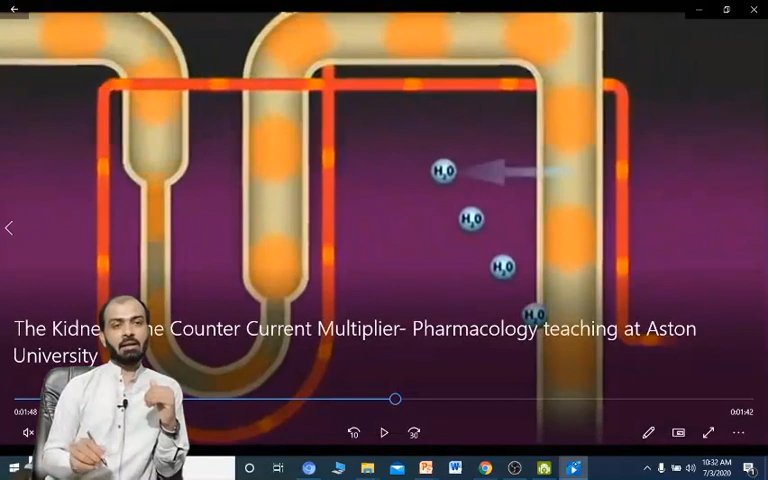 H₂O
H₂O
H₂O
H₂O
The Kidne ne Counter Current Multiplier- Pharmacology teaching at Aston
University
0:01:48
0:01:42
10
30
10:32 AM
7/3/2020